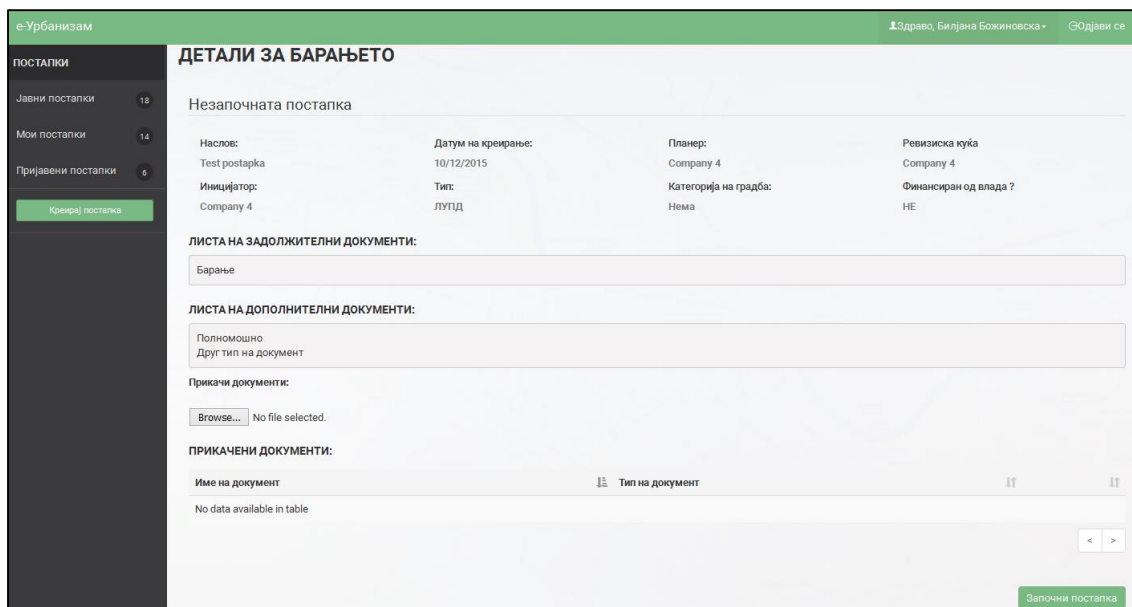 е-Урбанизам
Здраво, Билјана Божиновска
Одјави се
ПОСТАПКИ
Јавни постапки 18
Мои постапки 14
Пријавени постапки 6
Креирај постапка
ДЕТАЛИ ЗА БАРАЊЕТО
Незапочната постапка
Наслов: Датум на креирање: Планер: Ревизиска куќа
Test postapka 10/12/2015 Company 4 Company 4
Иницијатор: Тип: Категорија на градба: Финансиран од влада ?
Company 4 ЛУПД Нема НЕ
ЛИСТА НА ЗАДОЛЖИТЕЛНИ ДОКУМЕНТИ:
Барање
ЛИСТА НА ДОПОЛНИТЕЛНИ ДОКУМЕНТИ:
Полномошно
Друг тип на документ
Прикачи документи:
Browse... No file selected.
ПРИКАЧЕНИ ДОКУМЕНТИ:
Име на документ Тип на документ
No data available in table
< >
Започни постапка